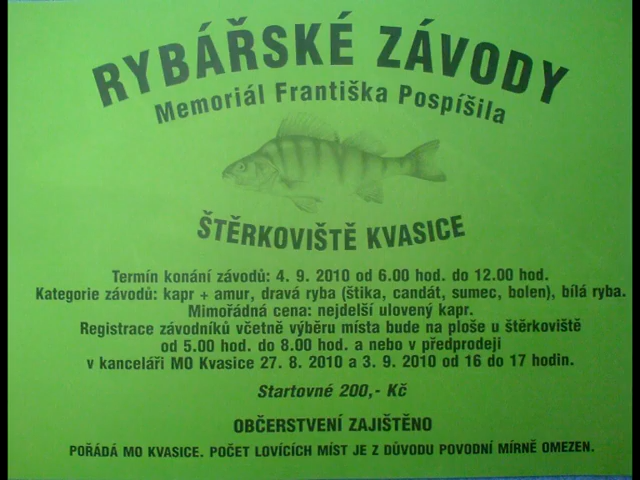 RYBÁŘSKÉ ZÁVODY
Memoriál Františka Pospíšila
ŠTĚRKOVIŠTĚ KVASICE
Termín konání závodů: 4. 9. 2010 od 6.00 hod. do 12.00 hod.
Kategorie závodů: kapr + amur, dravá ryba (štika, candát, sumec, bolen), bílá ryba.
Mimořádná cena: nejdelší ulovený kapr.
Registrace závodníků včetně výběru místa bude na ploše u štěrkoviště
od 5.00 hod. do 8.00 hod. a nebo v předprodeji
v kanceláři MO Kvasice 27. 8. 2010 a 3. 9. 2010 od 16 do 17 hodin.
Startovné 200,- Kč
OBČERSTVENÍ ZAJIŠTĚNO
POŘÁDÁ MO KVASICE. POČET LOVÍCÍCH MÍST JE Z DŮVODU POVODNÍ MÍRNĚ OMEZEN.